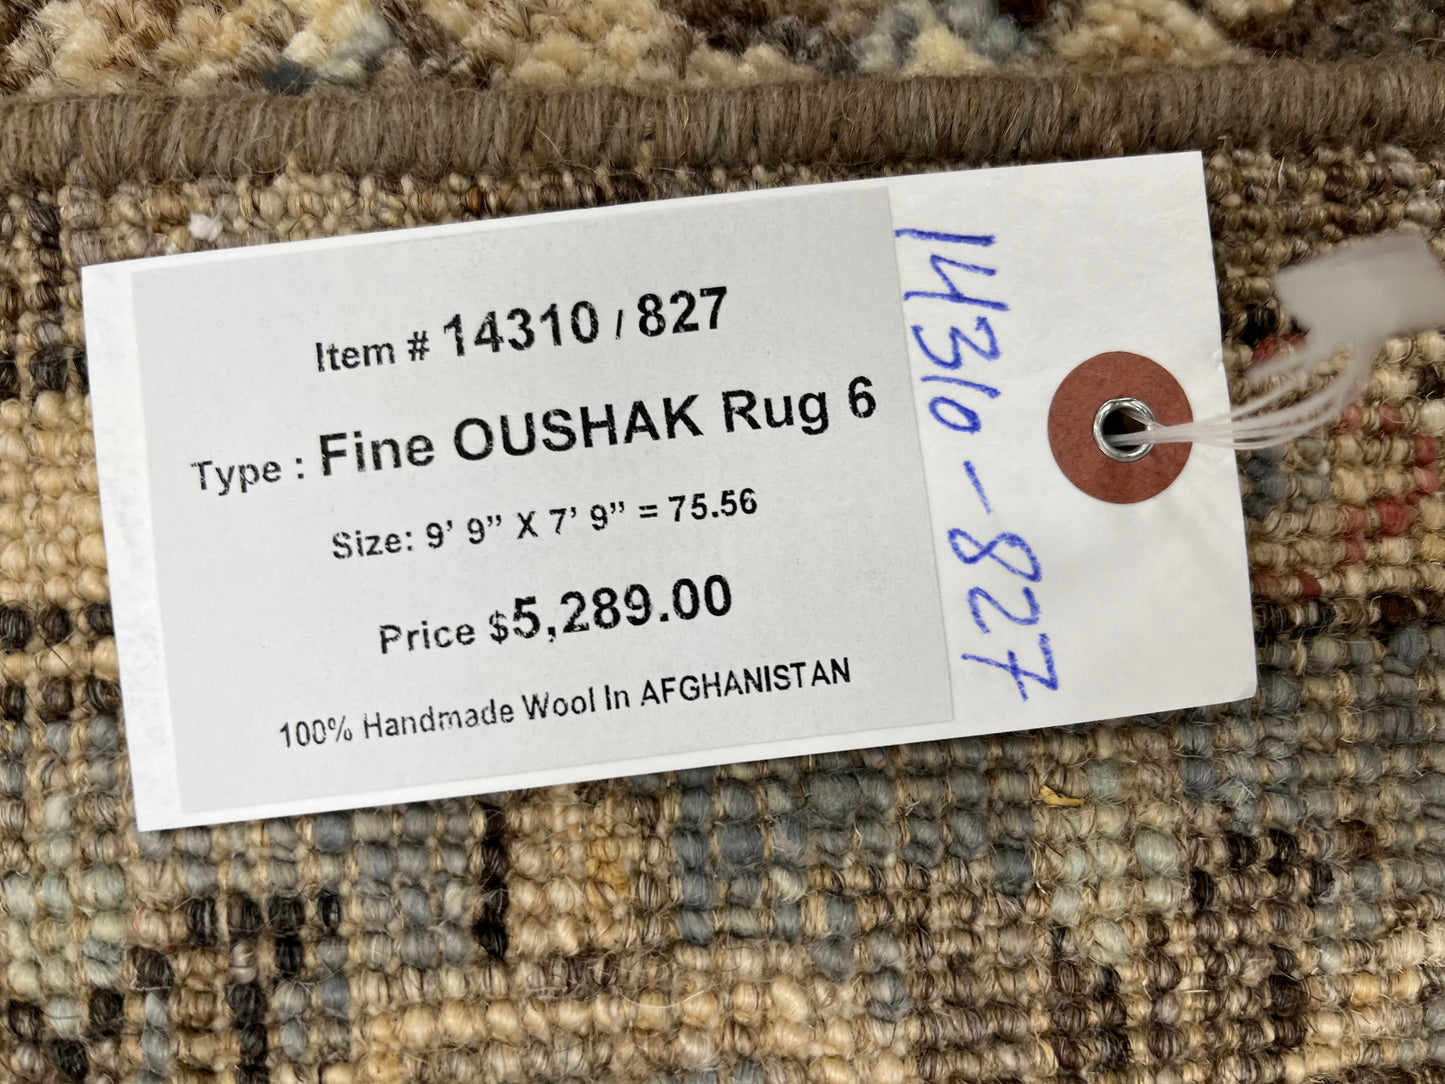 Item # 14310 / 827
Type : Fine OUSHAK Rug 6
Size: 9’ 9” X 7’ 9” = 75.56
Price $5,289.00
100% Handmade Wool In AFGHANISTAN
14310 - 827